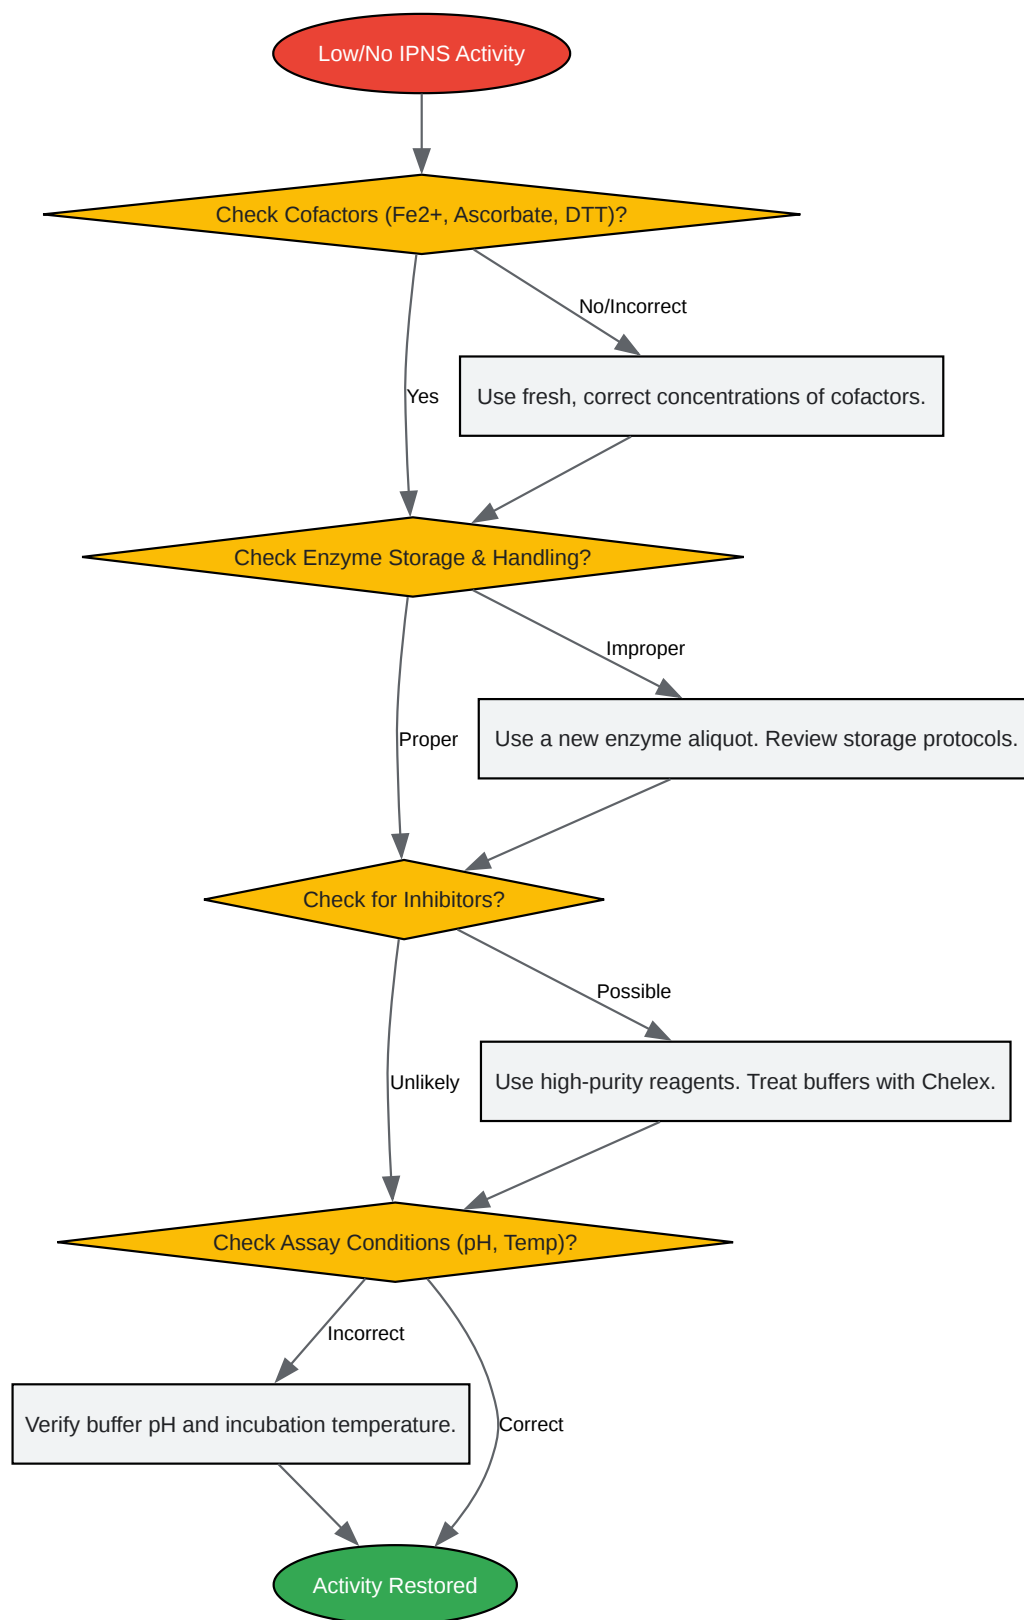 Low/No IPNS Activity
Check Cofactors (Fe2+, Ascorbate, DTT)?
No/Incorrect
Yes
Use fresh, correct concentrations of cofactors.
Check Enzyme Storage & Handling?
Improper
Proper
Use a new enzyme aliquot. Review storage protocols.
Check for Inhibitors?
Possible
Unlikely
Use high-purity reagents. Treat buffers with Chelex.
Check Assay Conditions (pH, Temp)?
Incorrect
Verify buffer pH and incubation temperature.
Correct
Activity Restored